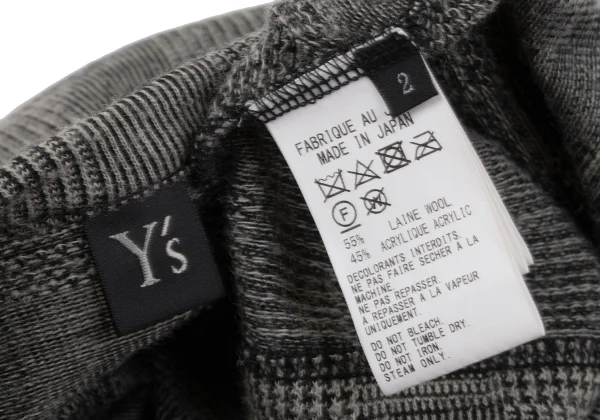 Y's
2
FABRIQUE AU J
MADE IN JAPAN
F
55% LAINE WOOL
45% ACRYLIQUE ACRYLIC
DECOLORANTS INTERDITS.
NE PAS FAIRE SECHER A LA
MACHINE.
NE PAS REPASSER.
A REPASSER A LA VAPEUR
UNIQUEMENT.
DO NOT BLEACH.
DO NOT TUMBLE DRY.
DO NOT IRON.
STEAM ONLY.